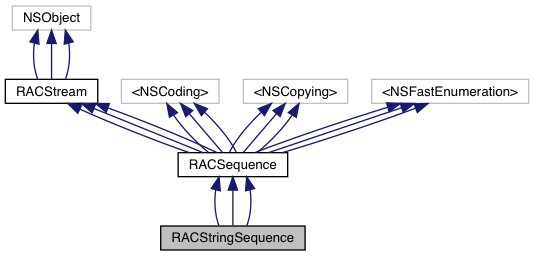 NSObject
RACStream
<NSCoding>
<NSCopying>
<NSFastEnumeration>
RACSequence
RACStringSequence